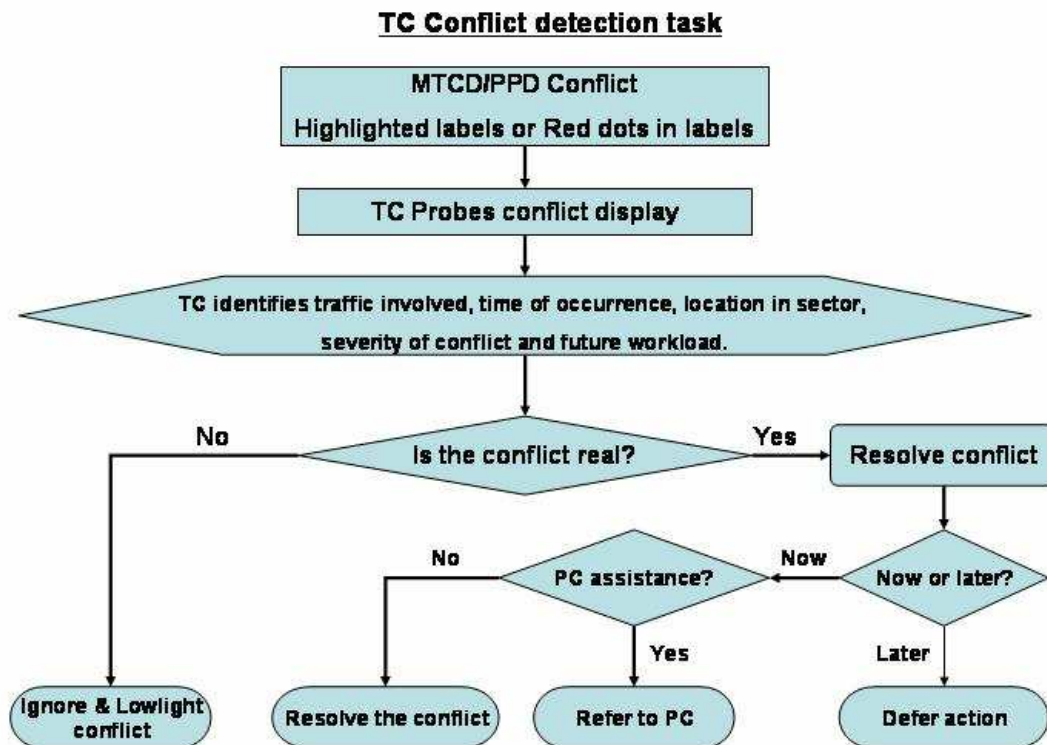 TC Conflict detection task
MTCD/PPD Conflict
Highlighted labels or Red dots in labels
TC Probes conflict display
TC identifies traffic involved, time of occurrence, location in sector,
severity of conflict and future workload.
No
Is the conflict real?
Yes
Resolve conflict
No
PC assistance?
Now
Now or later?
Yes
Later
Ignore & Lowlight
conflict
Resolve the conflict
Refer to PC
Defer action